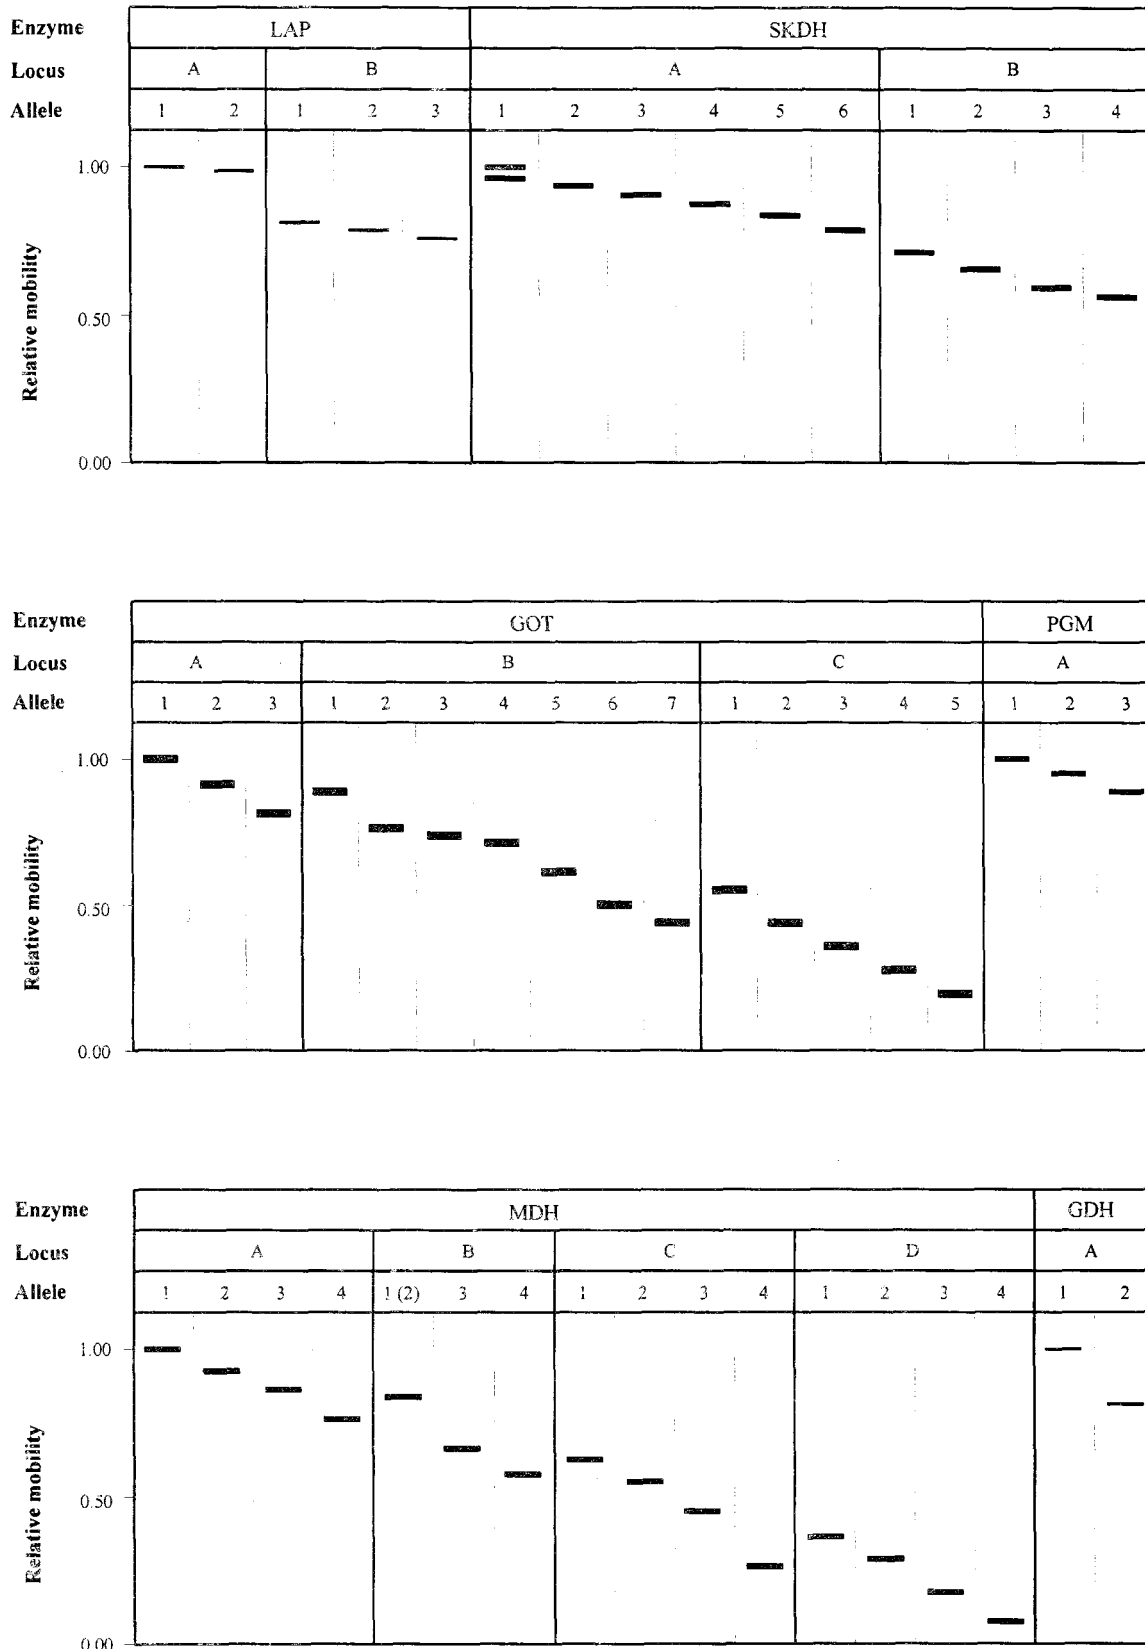 Enzyme LAP SKDH
Locus A B A B
Allele 1 2 1 2 3 1 2 3 4 5 6 1 2 3 4
1.00
Relative mobility
0.50
0.00
Enzyme GOT PGM
Locus A B C A
Allele 1 2 3 1 2 3 4 5 6 7 1 2 3 4 5 1 2 3
1.00
Relative mobility
0.50
0.00
Enzyme MDH GDH
Locus A B C D A
Allele 1 2 3 4 1 (2) 3 4 1 2 3 4 1 2 3 4 1 2
1.00
Relative mobility
0.50
0.00